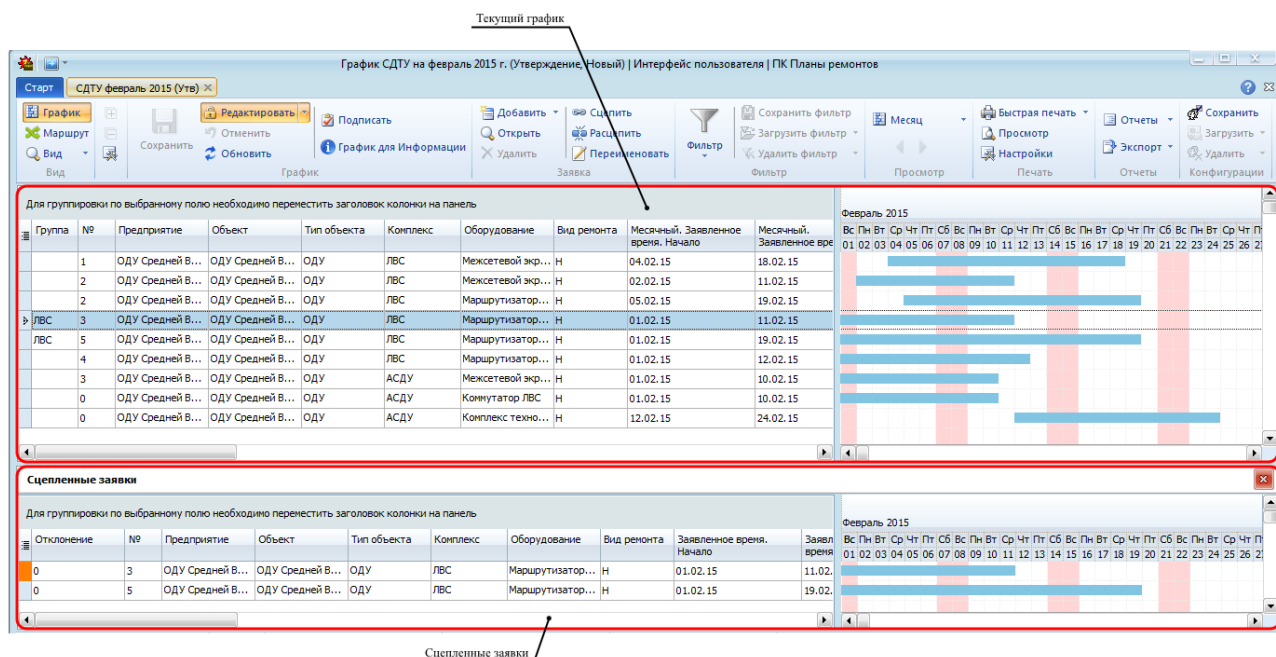 Текущий график
График СДТУ на февраль 2015 г. (Утверждение, Новый) | Интерфейс пользователя | ПК Планы ремонтов
Старт СДТУ февраль 2015 (Утв)
График Редактировать Подписать Добавить Сцепить Сохранить фильтр Месяц Быстрая печать Отчеты Сохранить
Маршрут Отменить Открыть Расцепить Загрузить фильтр Просмотр Загрузить
Вид Сохранить Обновить График для Информации Удалить Переименовать Фильтр Удалить фильтр Настройки Экспорт Удалить
Вид График Заявка Фильтр Просмотр Печать Отчеты Конфигурации
Для группировки по выбранному полю необходимо переместить заголовок колонки на панель
Февраль 2015
Группа № Предприятие Объект Тип объекта Комплекс Оборудование Вид ремонта Месячный. Заявленное время. Начало Месячный. Заявленное вре
Вс Пн Вт Ср Чт Пт Сб Вс Пн Вт Ср Чт Пт Сб Вс Пн Вт Ср Чт Пт Сб Вс Пн Вт Ср Чт П
01 02 03 04 05 06 07 08 09 10 11 12 13 14 15 16 17 18 19 20 21 22 23 24 25 26 2
1 ОДУ Средней В... ОДУ Средней В... ОДУ ЛВС Межсетевой экр... Н 04.02.15 18.02.15
2 ОДУ Средней В... ОДУ Средней В... ОДУ ЛВС Межсетевой экр... Н 02.02.15 11.02.15
2 ОДУ Средней В... ОДУ Средней В... ОДУ ЛВС Маршрутизатор... Н 05.02.15 19.02.15
ЛВС 3 ОДУ Средней В... ОДУ Средней В... ОДУ ЛВС Маршрутизатор... Н 01.02.15 11.02.15
ЛВС 5 ОДУ Средней В... ОДУ Средней В... ОДУ ЛВС Маршрутизатор... Н 01.02.15 19.02.15
4 ОДУ Средней В... ОДУ Средней В... ОДУ ЛВС Маршрутизатор... Н 01.02.15 12.02.15
3 ОДУ Средней В... ОДУ Средней В... ОДУ АСДУ Межсетевой экр... Н 01.02.15 10.02.15
0 ОДУ Средней В... ОДУ Средней В... ОДУ АСДУ Коммутатор ЛВС Н 01.02.15 10.02.15
0 ОДУ Средней В... ОДУ Средней В... ОДУ АСДУ Комплекс техно... Н 12.02.15 24.02.15
Сцепленные заявки
Для группировки по выбранному полю необходимо переместить заголовок колонки на панель
Февраль 2015
Отклонение № Предприятие Объект Тип объекта Комплекс Оборудование Вид ремонта Заявленное время. Начало Заявл время
Вс Пн Вт Ср Чт Пт Сб Вс Пн Вт Ср Чт Пт Сб Вс Пн Вт Ср Чт Пт Сб Вс Пн Вт Ср Чт П
01 02 03 04 05 06 07 08 09 10 11 12 13 14 15 16 17 18 19 20 21 22 23 24 25 26 2
0 3 ОДУ Средней В... ОДУ Средней В... ОДУ ЛВС Маршрутизатор... Н 01.02.15 11.02.
0 5 ОДУ Средней В... ОДУ Средней В... ОДУ ЛВС Маршрутизатор... Н 01.02.15 19.02.
Сцепленные заявки